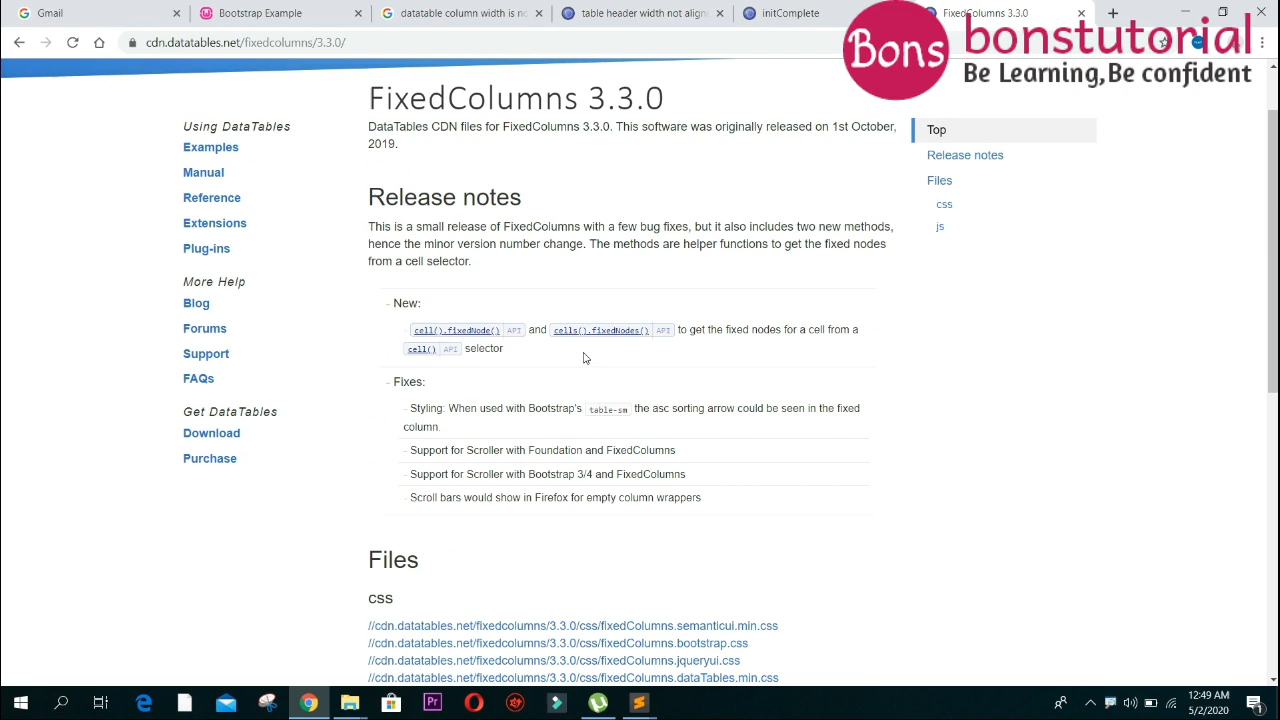 Gmail
Bootstrap Example
datatable column width is no
table header width not aligne
initComplete
FixedColumns 3.3.0
cdn.datatables.net/fixedcolumns/3.3.0/
Bons
bonstutorial
Be Learning,Be confident
FixedColumns 3.3.0
DataTables CDN files for FixedColumns 3.3.0. This software was originally released on 1st October,
2019.
Using DataTables
Examples
Manual
Reference
Extensions
Plug-ins
More Help
Blog
Forums
Support
FAQs
Get DataTables
Download
Purchase
Release notes
This is a small release of FixedColumns with a few bug fixes, but it also includes two new methods,
hence the minor version number change. The methods are helper functions to get the fixed nodes
from a cell selector.
New:
cell().fixedNode() API and cells().fixedNodes() API to get the fixed nodes for a cell from a
cell() API selector
Fixes:
Styling: When used with Bootstrap's table-sm the asc sorting arrow could be seen in the fixed
column.
Support for Scroller with Foundation and FixedColumns
Support for Scroller with Bootstrap 3/4 and FixedColumns
Scroll bars would show in Firefox for empty column wrappers
Files
CSS
//cdn.datatables.net/fixedcolumns/3.3.0/css/fixedColumns.semanticui.min.css
//cdn.datatables.net/fixedcolumns/3.3.0/css/fixedColumns.bootstrap.css
//cdn.datatables.net/fixedcolumns/3.3.0/css/fixedColumns.jqueryui.css
//cdn.datatables.net/fixedcolumns/3.3.0/css/fixedColumns.dataTables.min.css
Top
Release notes
Files
css
js
Pr
12:49 AM
5/2/2020
1